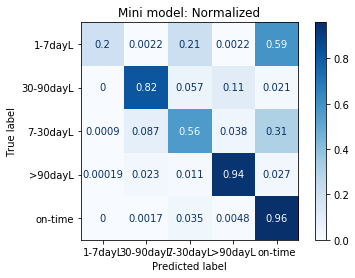 Mini model: Normalized
True label
1-7dayL 0.2 0.0022 0.21 0.0022 0.59
30-90dayL 0 0.82 0.057 0.11 0.021
7-30dayL 0.0009 0.087 0.56 0.038 0.31
>90dayL 0.00019 0.023 0.011 0.94 0.027
on-time 0 0.0017 0.035 0.0048 0.96
1-7dayL 30-90dayL 7-30dayL >90dayL on-time
Predicted label
0.8
0.6
0.4
0.2
0.0